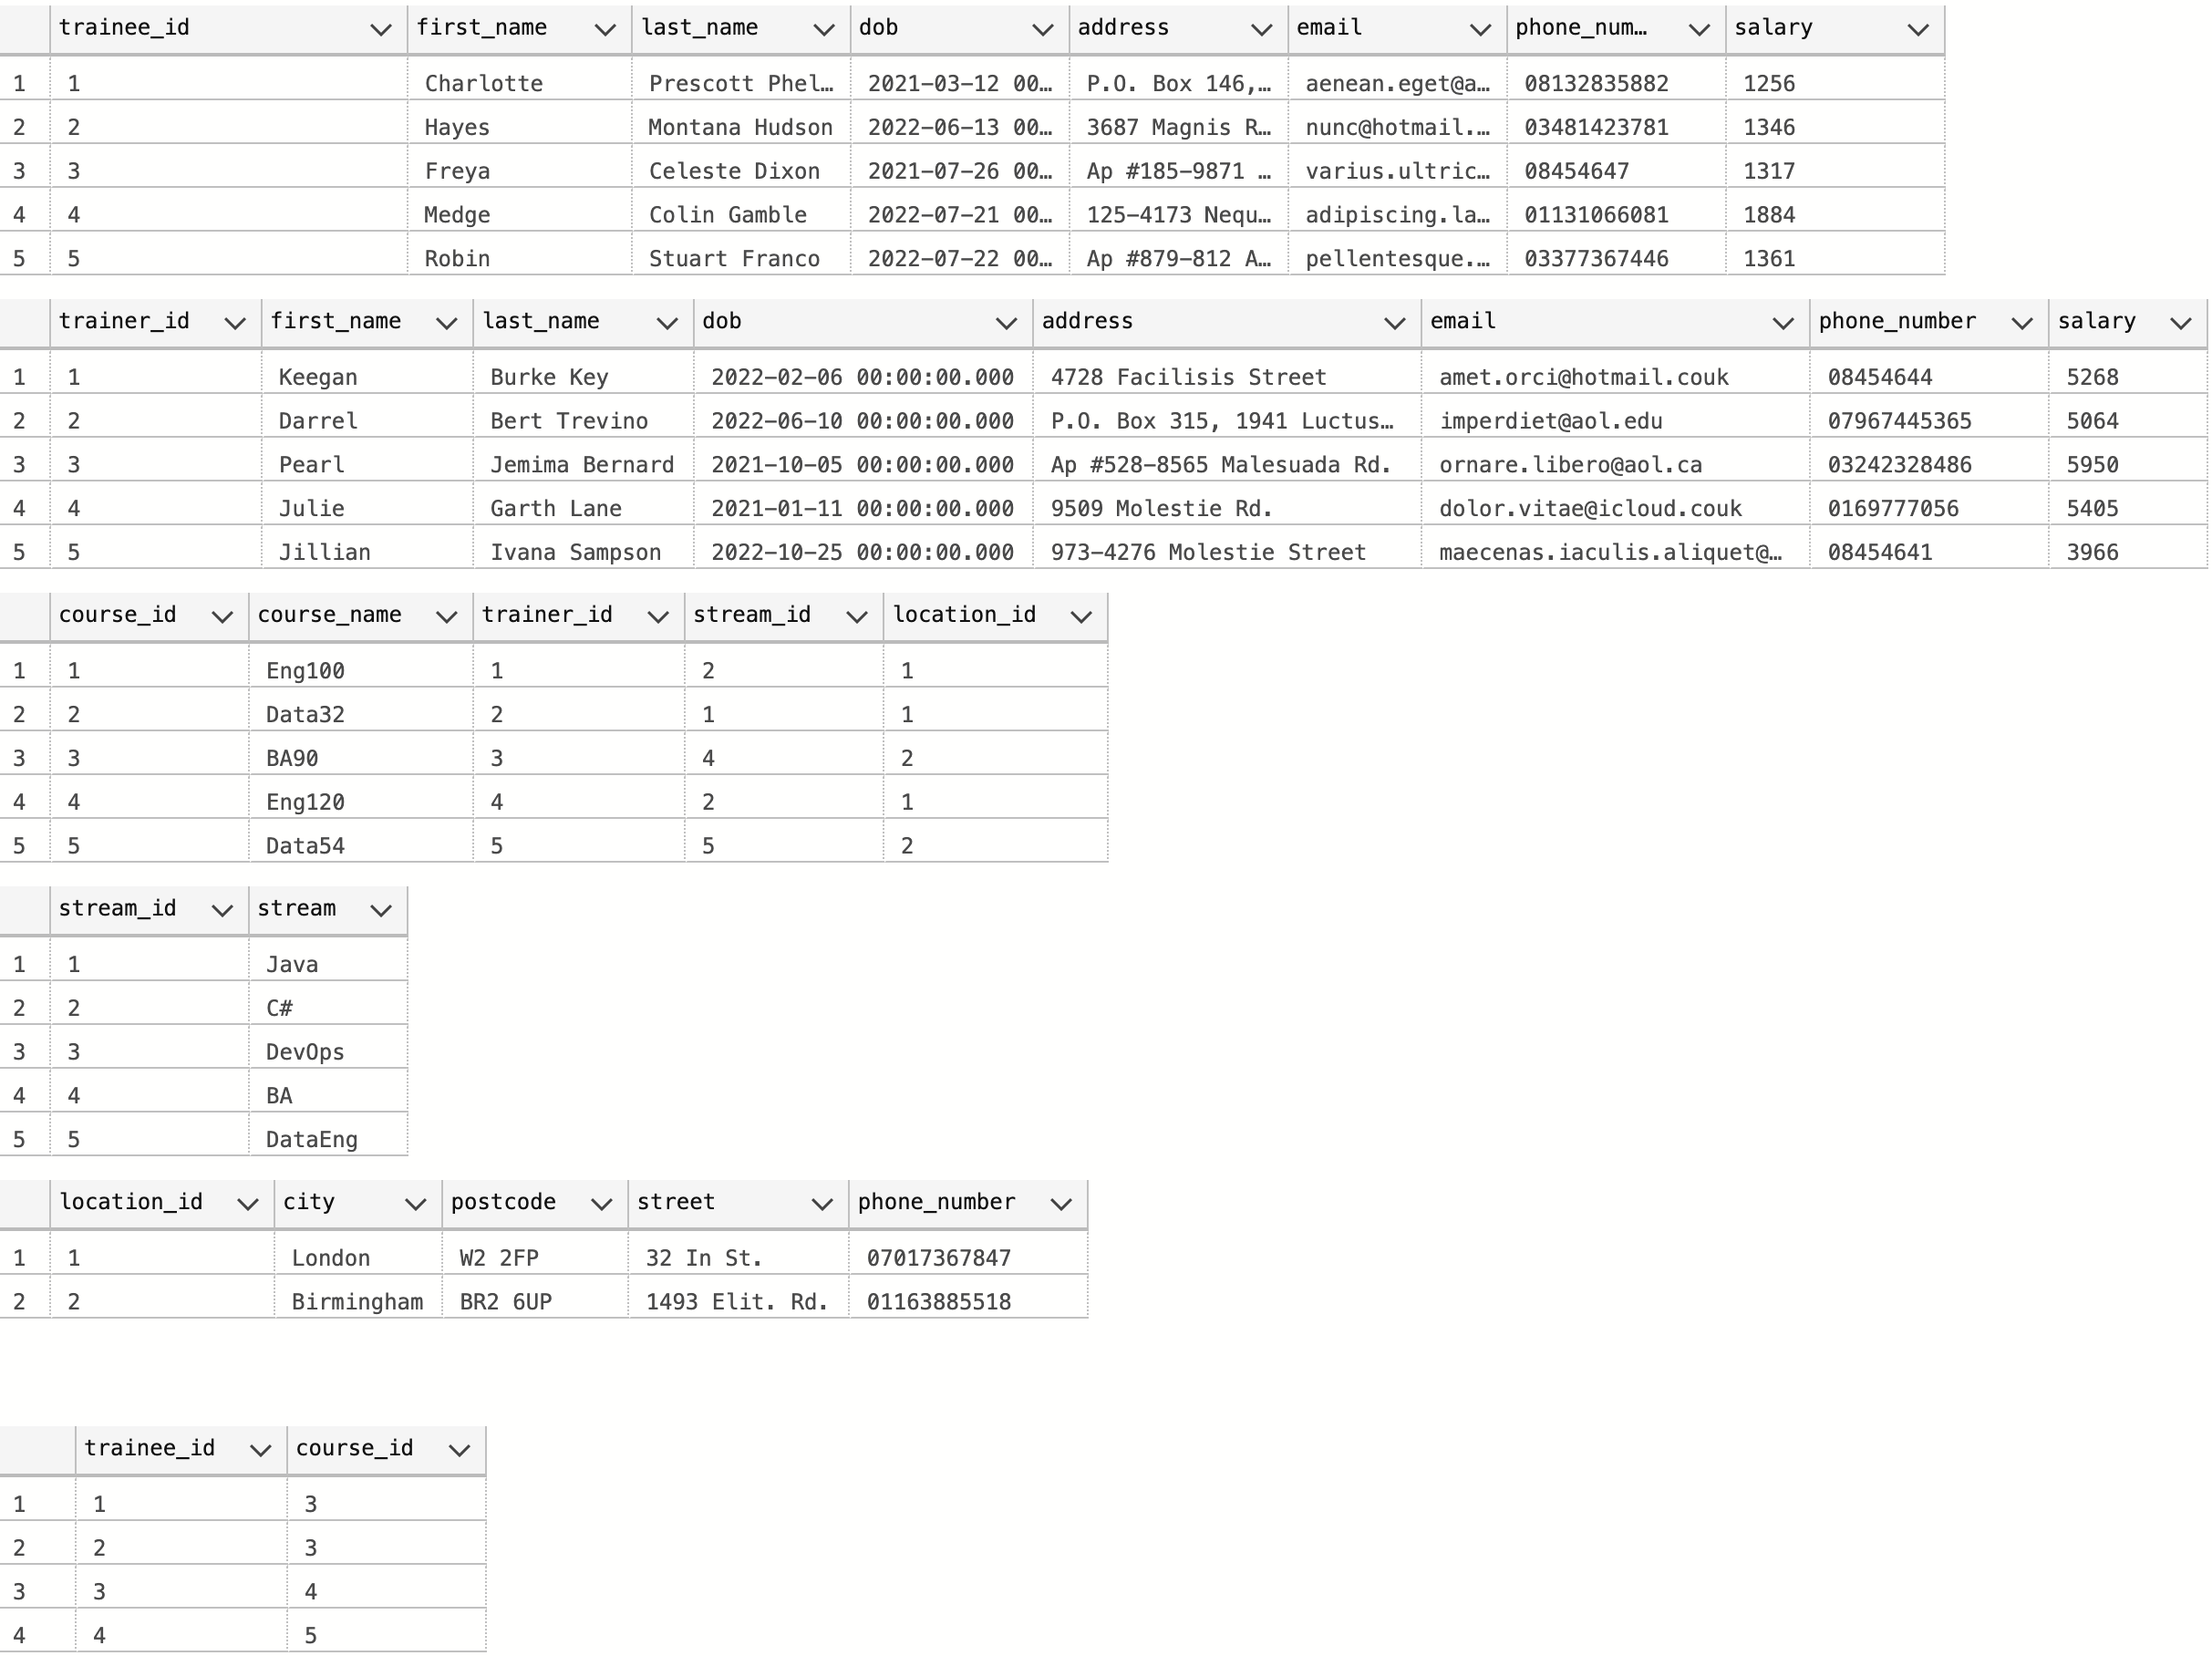 trainee_id first_name last_name dob address email phone_num… salary
1 1 Charlotte Prescott Phel… 2021-03-12 00… P.O. Box 146,… aenean.eget@a… 08132835882 1256
2 2 Hayes Montana Hudson 2022-06-13 00… 3687 Magnis R… nunc@hotmail.… 03481423781 1346
3 3 Freya Celeste Dixon 2021-07-26 00… Ap #185-9871 … varius.ultric… 08454647 1317
4 4 Medge Colin Gamble 2022-07-21 00… 125-4173 Nequ… adipiscing.la… 01131066081 1884
5 5 Robin Stuart Franco 2022-07-22 00… Ap #879-812 A… pellentesque.… 03377367446 1361
trainer_id first_name last_name dob address email phone_number salary
1 1 Keegan Burke Key 2022-02-06 00:00:00.000 4728 Facilisis Street amet.orci@hotmail.couk 08454644 5268
2 2 Darrel Bert Trevino 2022-06-10 00:00:00.000 P.O. Box 315, 1941 Luctus… imperdiet@aol.edu 07967445365 5064
3 3 Pearl Jemima Bernard 2021-10-05 00:00:00.000 Ap #528-8565 Malesuada Rd. ornare.libero@aol.ca 03242328486 5950
4 4 Julie Garth Lane 2021-01-11 00:00:00.000 9509 Molestie Rd. dolor.vitae@icloud.couk 0169777056 5405
5 5 Jillian Ivana Sampson 2022-10-25 00:00:00.000 973-4276 Molestie Street maecenas.iaculis.aliquet@… 08454641 3966
course_id course_name trainer_id stream_id location_id
1 1 Eng100 1 2 1
2 2 Data32 2 1 1
3 3 BA90 3 4 2
4 4 Eng120 4 2 1
5 5 Data54 5 5 2
stream_id stream
1 1 Java
2 2 C#
3 3 DevOps
4 4 BA
5 5 DataEng
location_id city postcode street phone_number
1 1 London W2 2FP 32 In St. 07017367847
2 2 Birmingham BR2 6UP 1493 Elit. Rd. 01163885518
trainee_id course_id
1 1 3
2 2 3
3 3 4
4 4 5